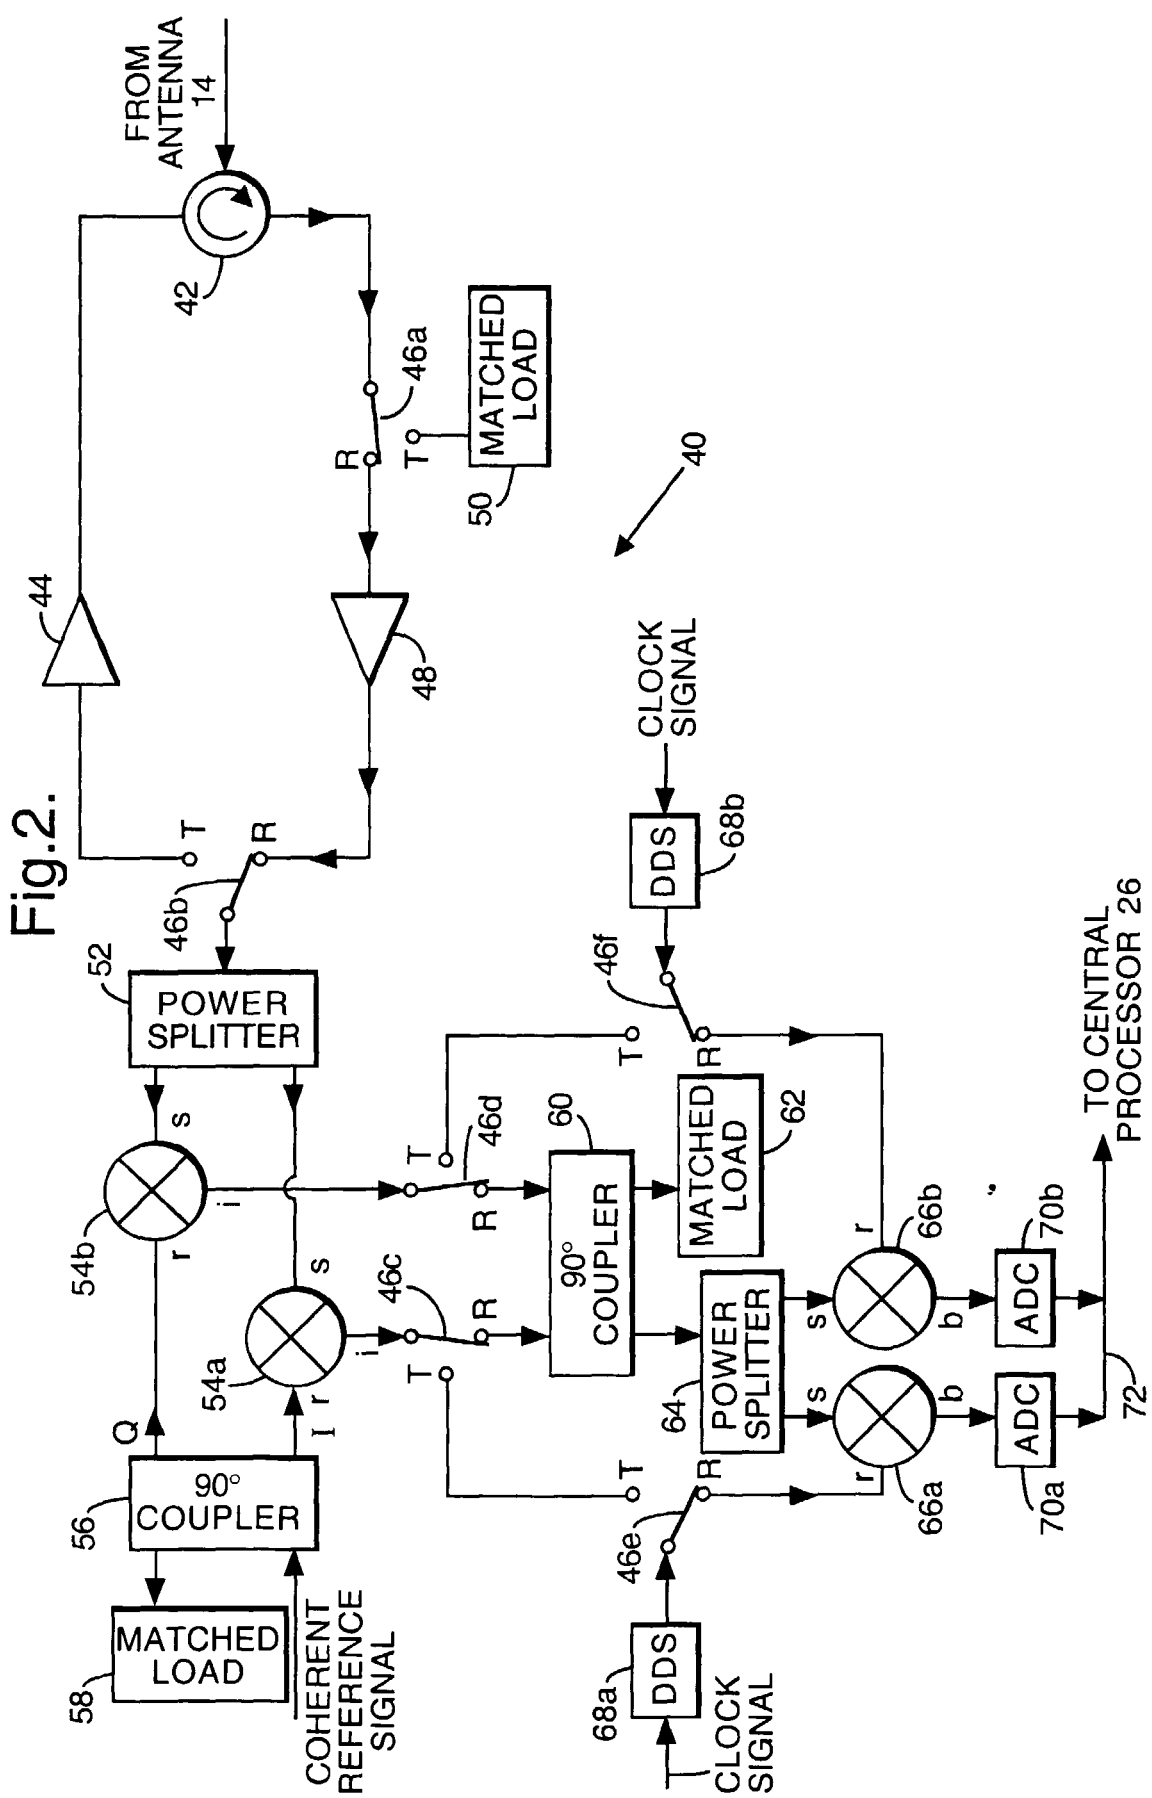 Fig.2.
MATCHED
LOAD
58
COHERENT
REFERENCE
SIGNAL
56
90°
COUPLER
Q
I
r
54b
r
s
i
54a
s
i
52
POWER
SPLITTER
46b
T
R
44
48
42
FROM
ANTENNA
14
46a
R
T
MATCHED
LOAD
50
40
46c
T
R
46d
T
R
60
90°
COUPLER
MATCHED
LOAD
62
64
POWER
SPLITTER
CLOCK
SIGNAL
68a
DDS
46e
T
R
46f
T
R
DDS
68b
CLOCK
SIGNAL
s
r
66a
b
s
r
66b
b
ADC
70a
ADC
70b
72
TO CENTRAL
PROCESSOR 26